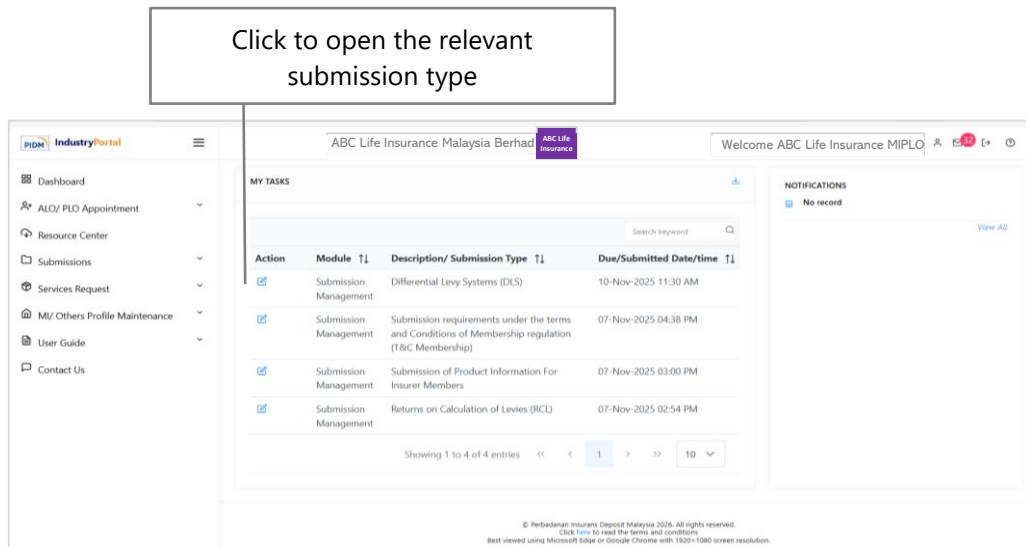 Click to open the relevant
submission type
PIDM IndustryPortal
ABC Life Insurance Malaysia Berhad
ABC Life
Insurance
Welcome ABC Life Insurance MIPLO
32
Dashboard
ALO/ PLO Appointment
Resource Center
Submissions
Services Request
MI/ Others Profile Maintenance
User Guide
Contact Us
MY TASKS
Search keyword
Action Module Description/ Submission Type Due/Submitted Date/time
Submission Differential Levy Systems (DLS) 10-Nov-2025 11:30 AM
Management
Submission Submission requirements under the terms 07-Nov-2025 04:38 PM
Management and Conditions of Membership regulation
(T&C Membership)
Submission Submission of Product Information For 07-Nov-2025 03:00 PM
Management Insurer Members
Submission Returns on Calculation of Levies (RCL) 07-Nov-2025 02:54 PM
Management
Showing 1 to 4 of 4 entries « < 1 > » 10
NOTIFICATIONS
No record
View All
© Perbadanan Insurans Deposit Malaysia 2026. All rights reserved.
Click here to read the terms and conditions
Best viewed using Microsoft Edge or Google Chrome with 1920×1080 screen resolution.